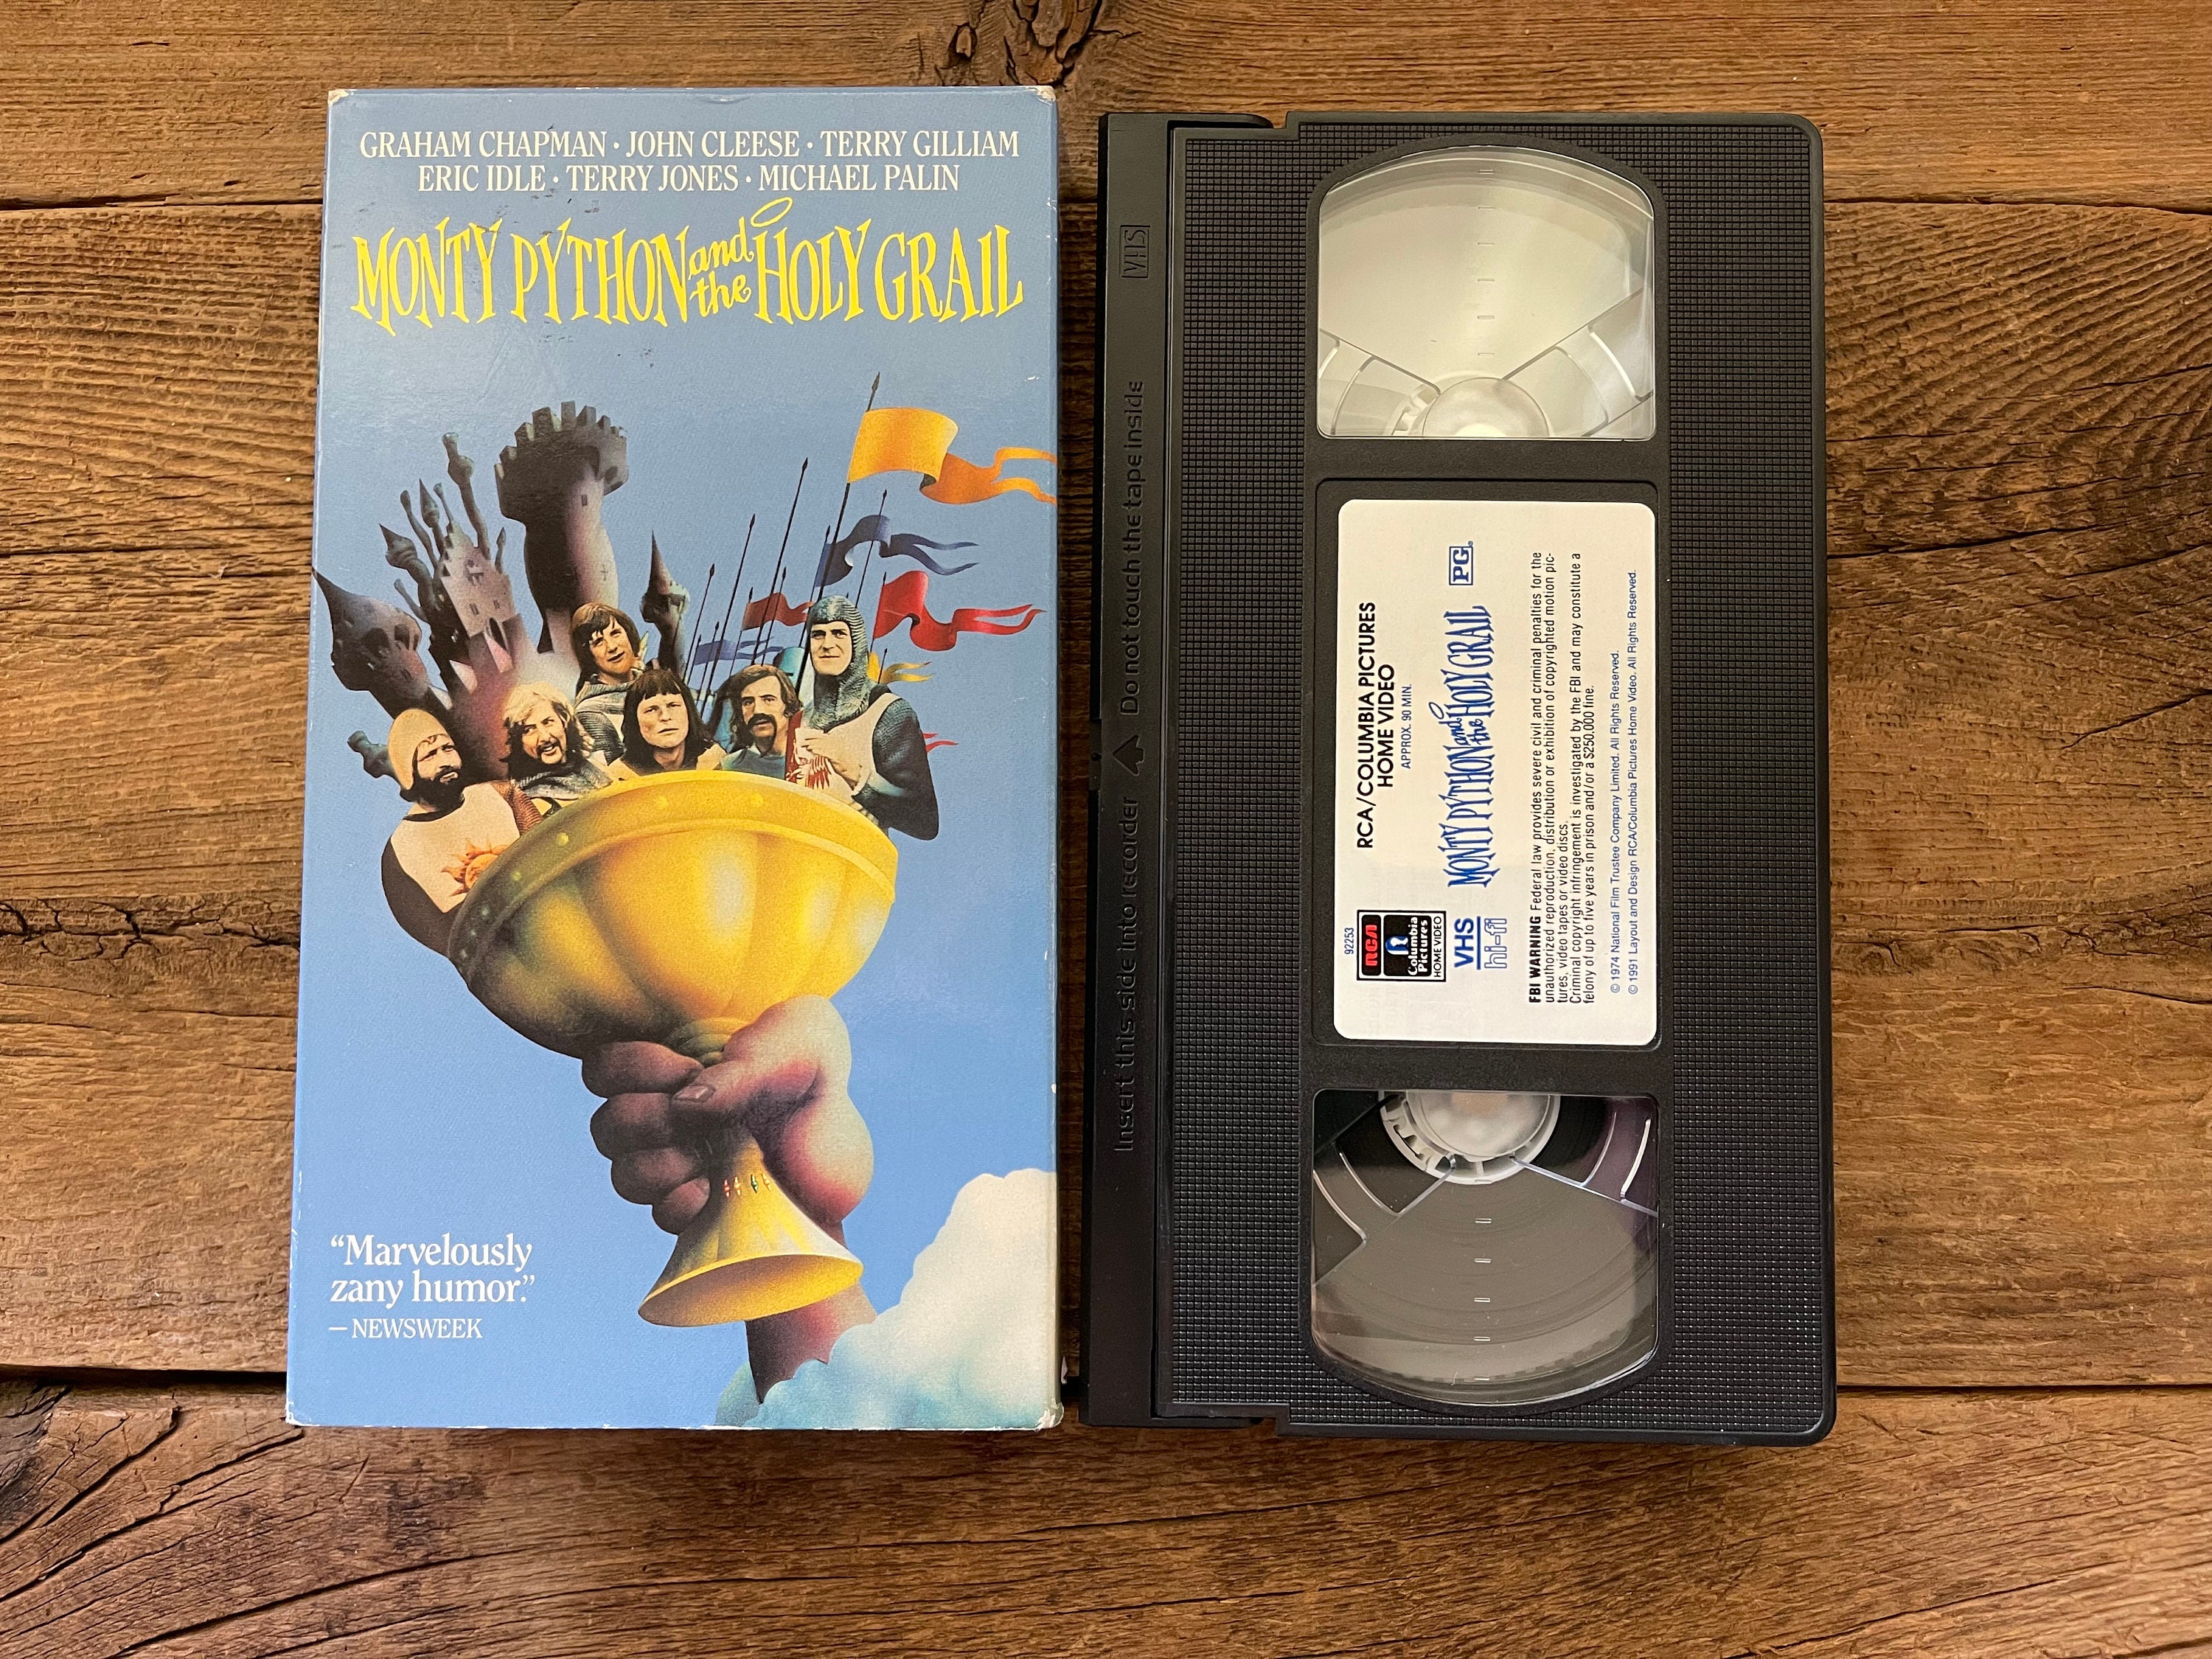 GRAHAM CHAPMAN · JOHN CLEESE · TERRY GILLIAM
ERIC IDLE · TERRY JONES · MICHAEL PALIN
MONTY PYTHON and the HOLY GRAIL
“Marvelously
zany humor.”
— NEWSWEEK
VHS
Do not touch the tape inside
Insert this side into recorder
92253
RCA
Columbia
Pictures
HOME VIDEO
RCA/COLUMBIA PICTURES
HOME VIDEO
APPROX. 90 MIN.
VHS
hi-fi
MONTY PYTHON and the HOLY GRAIL
PG®
FBI WARNING Federal law provides severe civil and criminal penalties for the
unauthorized reproduction, distribution or exhibition of copyrighted motion pic-
tures, video tapes or video discs.
Criminal copyright infringement is investigated by the FBI and may constitute a
felony of up to five years in prison and/or a $250,000 fine.
© 1974 National Film Trustee Company Limited. All Rights Reserved.
© 1991 Layout and Design RCA/Columbia Pictures Home Video. All Rights Reserved.